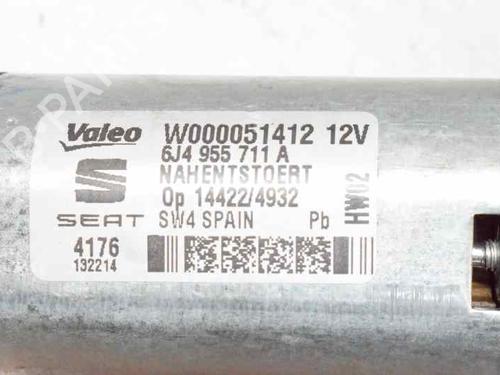 Valeo W000051412 12V
6J4 955 711 A
NAHENTSTOERT
Op 14422/4932
SEAT SW4 SPAIN Pb
HW02
4176
132214